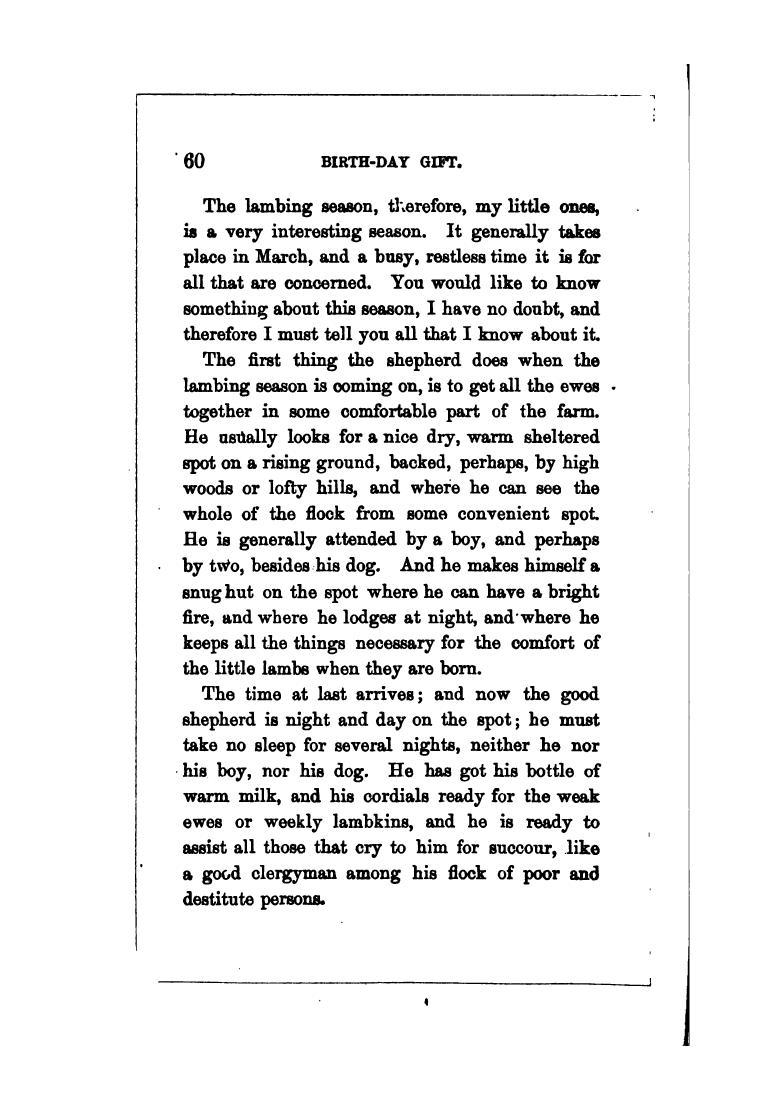 60 BIRTH-DAY GIFT.
The lambing season, therefore, my little ones,
is a very interesting season. It generally takes
place in March, and a busy, restless time it is for
all that are concerned. You would like to know
something about this season, I have no doubt, and
therefore I must tell you all that I know about it.
The first thing the shepherd does when the
lambing season is coming on, is to get all the ewes
together in some comfortable part of the farm.
He usually looks for a nice dry, warm sheltered
spot on a rising ground, backed, perhaps, by high
woods or lofty hills, and where he can see the
whole of the flock from some convenient spot.
He is generally attended by a boy, and perhaps
by two, besides his dog. And he makes himself a
snug hut on the spot where he can have a bright
fire, and where he lodges at night, and where he
keeps all the things necessary for the comfort of
the little lambs when they are born.
The time at last arrives; and now the good
shepherd is night and day on the spot; he must
take no sleep for several nights, neither he nor
his boy, nor his dog. He has got his bottle of
warm milk, and his cordials ready for the weak
ewes or weekly lambkins, and he is ready to
assist all those that cry to him for succour, like
a good clergyman among his flock of poor and
destitute persons.